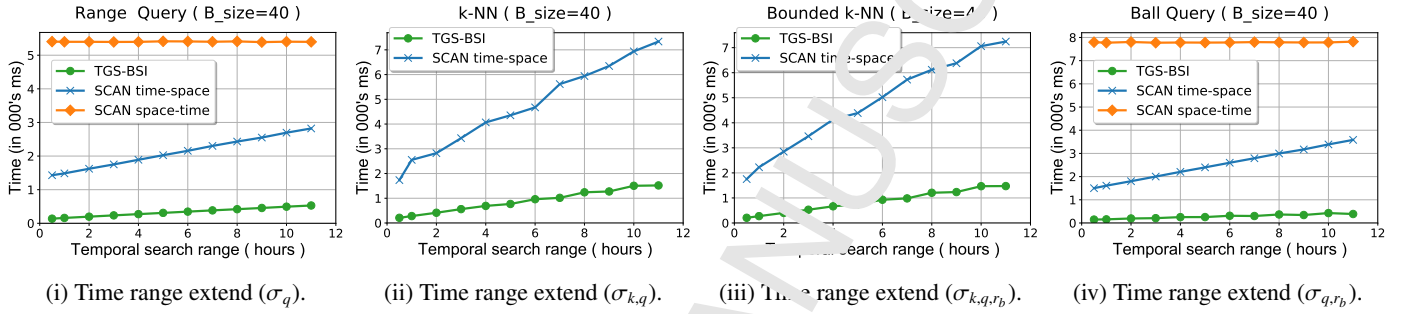 Range Query ( B_size=40 )
Time (in 000's ms)
5
4
3
2
1
0
TGS-BSI
SCAN time-space
SCAN space-time
0 2 4 6 8 10 12
Temporal search range ( hours )
(i) Time range extend (σ_q).
k-NN ( B_size=40 )
Time (in 000's ms)
7
6
5
4
3
2
1
0
TGS-BSI
SCAN time-space
0 2 4 6 8 10 12
Temporal search range ( hours )
(ii) Time range extend (σ_{k,q}).
Bounded k-NN ( B_size=4 )
Time (in 000's ms)
7
6
5
4
3
2
1
0
TGS-BSI
SCAN time-space
0 4 6 8 10 12
Temporal search range ( hours )
(iii) Time range extend (σ_{k,q,r_b}).
Ball Query ( B_size=40 )
Time (in 000's ms)
8
7
6
5
4
3
2
1
0
TGS-BSI
SCAN time-space
SCAN space-time
0 2 4 6 8 10 12
Temporal search range ( hours )
(iv) Time range extend (σ_{q,r_b}).
NUSC